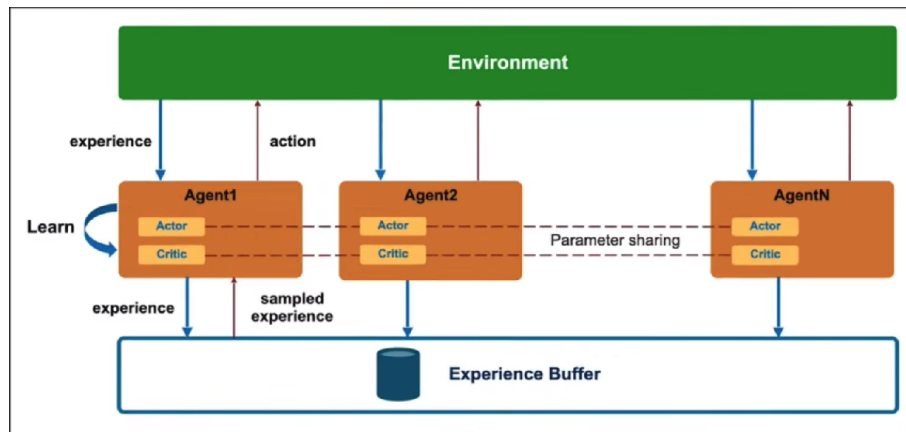 Environment
experience
action
Agent1
Agent2
AgentN
Learn
Actor
Actor
Actor
Parameter sharing
Critic
Critic
Critic
experience
sampled
experience
Experience Buffer